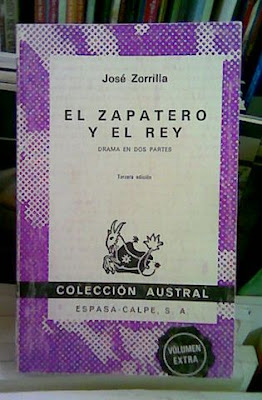 José Zorrilla
EL ZAPATERO
Y EL REY
DRAMA EN DOS PARTES
Tercera edición
COLECCIÓN AUSTRAL
ESPASA-CALPE, S. A.
VOLUMEN
EXTRA